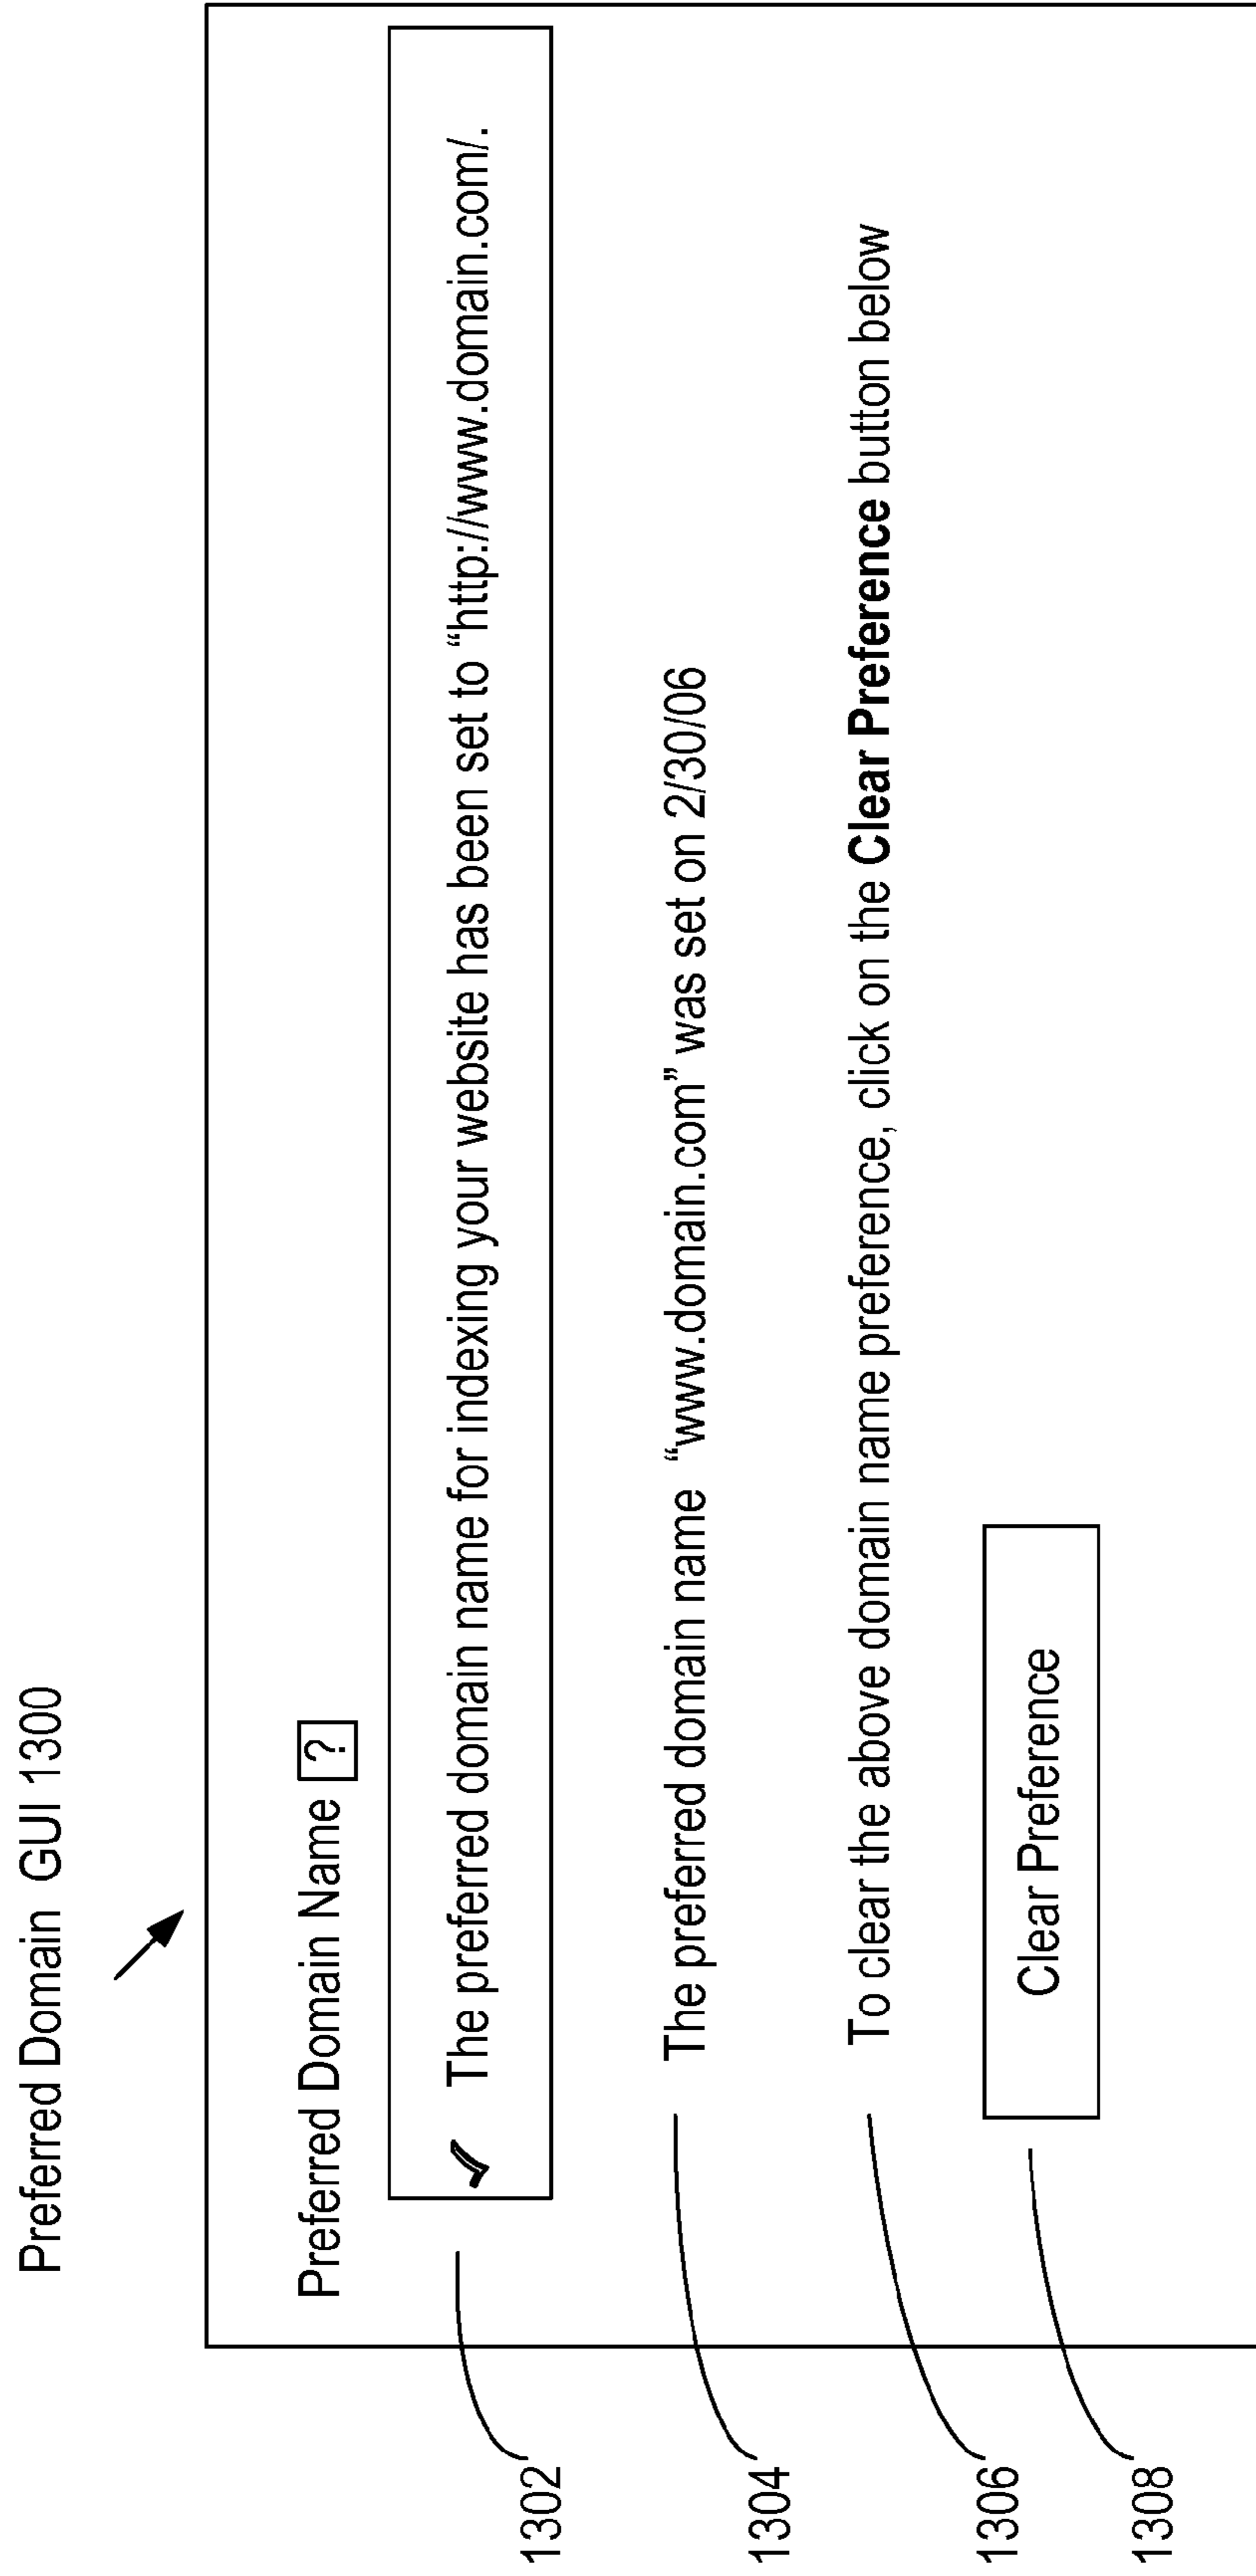 Preferred Domain GUI 1300
Preferred Domain Name ?
The preferred domain name for indexing your website has been set to “http://www.domain.com/.
1302
The preferred domain name “www.domain.com” was set on 2/30/06
1304
To clear the above domain name preference, click on the Clear Preference button below
1306
Clear Preference
1308